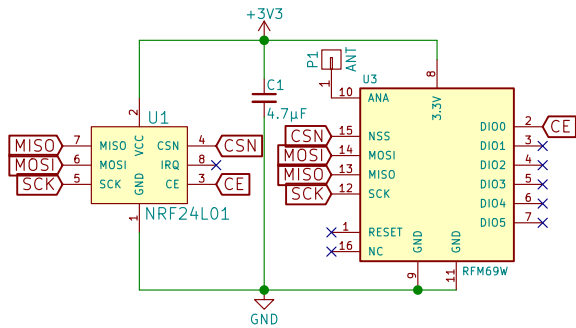 +3V3
P1
ANT
1
U3
C1
4.7µF
8
3.3V
10
ANA
2
U1
VCC
MISO
7
MISO
CSN
4
CSN
MOSI
6
MOSI
IRQ
8
SCK
5
SCK
GND
CE
3
CE
1
NRF24L01
CSN
15
NSS
MOSI
14
MOSI
MISO
13
MISO
SCK
12
SCK
1
RESET
16
NC
DIO0
2
CE
DIO1
3
DIO2
4
DIO3
5
DIO4
6
DIO5
7
GND
GND
9
11
RFM69W
GND